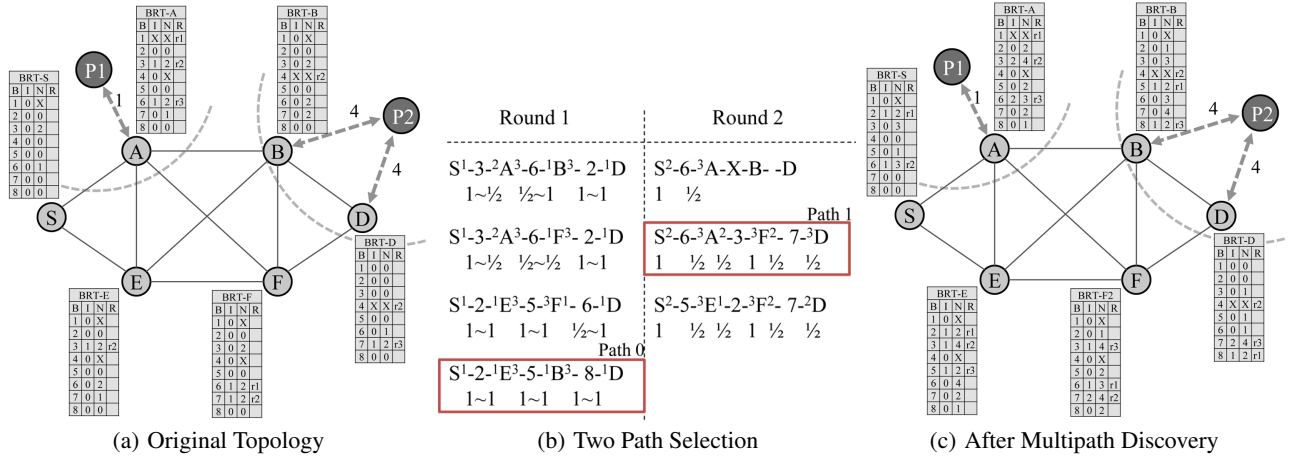 BRT-A
B I N R
1 X X r1
2 0 0
3 1 2 r2
4 0 X
5 0 0
6 1 2 r3
7 0 1
8 0 0
BRT-B
B I N R
1 0 0
2 0 0
3 0 2
4 X X r2
5 0 0
6 0 2
7 0 2
8 0 0
BRT-S
B I N R
1 0 X
2 0 0
3 0 2
4 0 0
5 0 0
6 0 1
7 0 0
8 0 0
P1
1
P2
4
4
A
B
S
D
E
F
BRT-D
B I N R
1 0 0
2 0 0
3 0 1
4 X X r2
5 0 0
6 0 1
7 1 2 r3
8 0 0
BRT-E
B I N R
1 0 X
2 0 0
3 1 2 r2
4 0 X
5 0 0
6 0 2
7 0 1
8 0 0
BRT-F
B I N R
1 0 X
2 0 0
3 0 2
4 0 X
5 0 0
6 1 2 r1
7 1 2 r2
8 0 0
(a) Original Topology
Round 1
S¹-3-²A³-6-¹B³- 2-¹D
1~½ ½~1 1~1
S¹-3-²A³-6-¹F³- 2-¹D
1~½ ½~½ 1~1
S¹-2-¹E³-5-³F¹- 6-¹D
1~1 1~1 ½~1
Path 0
S¹-2-¹E³-5-¹B³- 8-¹D
1~1 1~1 1~1
Round 2
S²-6-³A-X-B- -D
1 ½
Path 1
S²-6-³A²-3-³F²- 7-³D
1 ½ ½ 1 ½ ½
S²-5-³E¹-2-³F²- 7-²D
1 ½ ½ 1 ½ ½
(b) Two Path Selection
BRT-A
B I N R
1 X X r1
2 0 2
3 2 4 r2
4 0 X
5 0 2
6 2 3 r3
7 0 2
8 0 1
BRT-B
B I N R
1 0 X
2 0 1
3 0 3
4 X X r2
5 1 2 r1
6 0 3
7 0 4
8 1 2 r3
BRT-S
B I N R
1 0 X
2 1 2 r1
3 0 3
4 0 0
5 0 1
6 1 3 r2
7 0 0
8 0 0
P1
1
P2
4
4
A
B
S
D
E
F
BRT-D
B I N R
1 0 0
2 0 0
3 0 1
4 X X r2
5 0 0
6 0 1
7 2 4 r3
8 1 2 r1
BRT-E
B I N R
1 0 X
2 1 2 r1
3 1 4 r2
4 0 X
5 1 2 r3
6 0 4
7 0 2
8 0 1
BRT-F2
B I N R
1 0 X
2 0 1
3 1 4 r3
4 0 X
5 0 2
6 1 3 r1
7 2 4 r2
8 0 2
(c) After Multipath Discovery